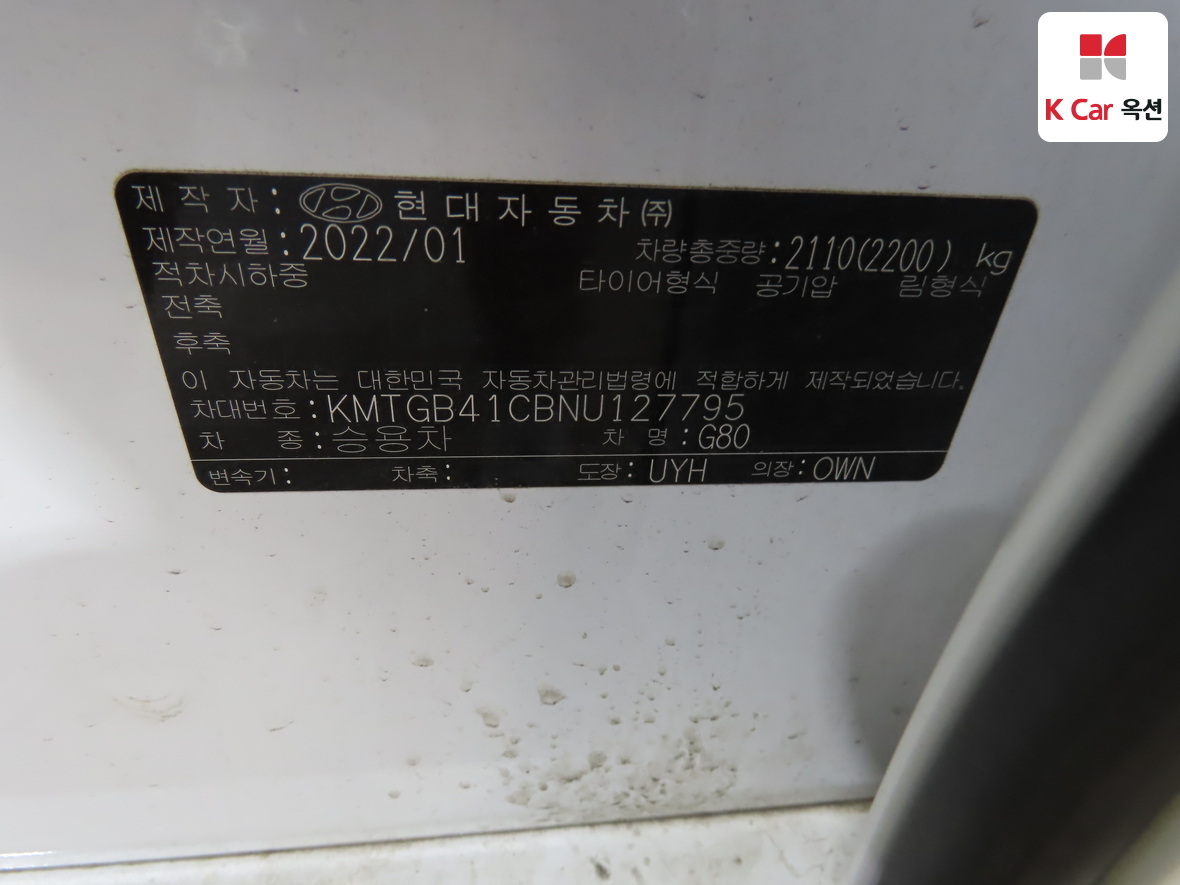 K Car 옥션
제 작 자 : 현 대 자 동 차 ㈜
제작연월 : 2022/01 차량총중량 : 2110(2200) kg
적차시하중 타이어형식 공기압 림형식
전축
후축
이 자동차는 대한민국 자동차관리법령에 적합하게 제작되었습니다.
차대번호 : KMTGB41CBNU127795
차 종 : 승용차 차 명 : G80
변속기 : 차축 : 도장 : UYH 의장 : OWN